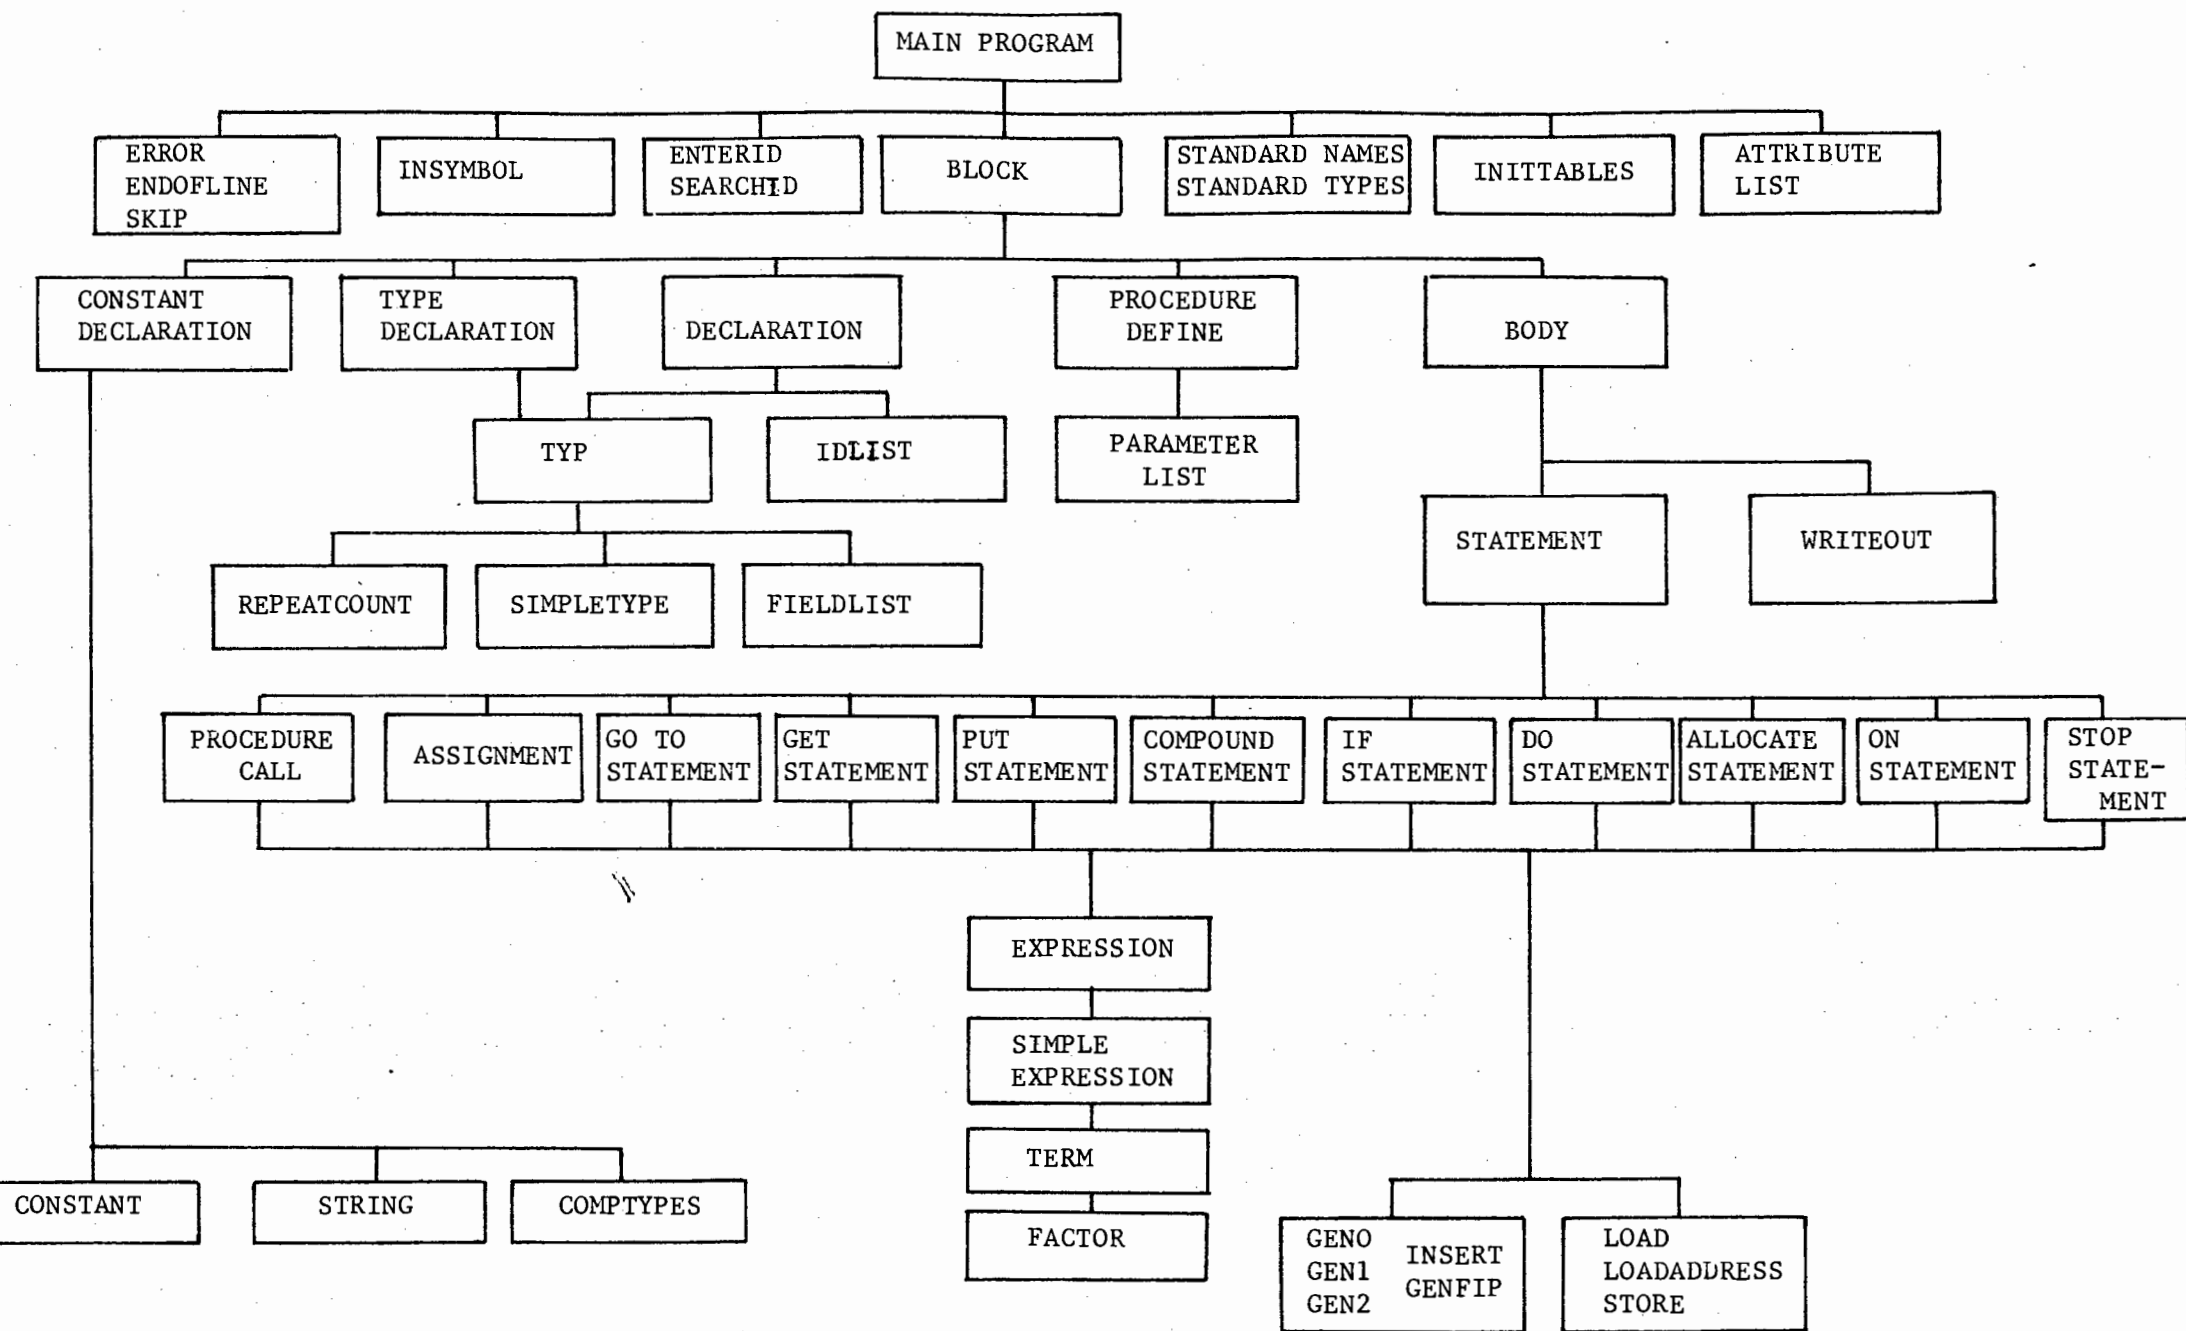 MAIN PROGRAM
ERROR
ENDOFLINE
SKIP
INSYMBOL
ENTERID
SEARCHID
BLOCK
STANDARD NAMES
STANDARD TYPES
INITTABLES
ATTRIBUTE
LIST
CONSTANT
DECLARATION
TYPE
DECLARATION
DECLARATION
PROCEDURE
DEFINE
BODY
TYP
IDLIST
PARAMETER
LIST
STATEMENT
WRITEOUT
REPEATCOUNT
SIMPLETYPE
FIELDLIST
PROCEDURE
CALL
ASSIGNMENT
GO TO
STATEMENT
GET
STATEMENT
PUT
STATEMENT
COMPOUND
STATEMENT
IF
STATEMENT
DO
STATEMENT
ALLOCATE
STATEMENT
ON
STATEMENT
STOP
STATE-
MENT
EXPRESSION
SIMPLE
EXPRESSION
TERM
FACTOR
CONSTANT
STRING
COMPTYPES
GENO
GEN1
GEN2
INSERT
GENFIP
LOAD
LOADADDRESS
STORE